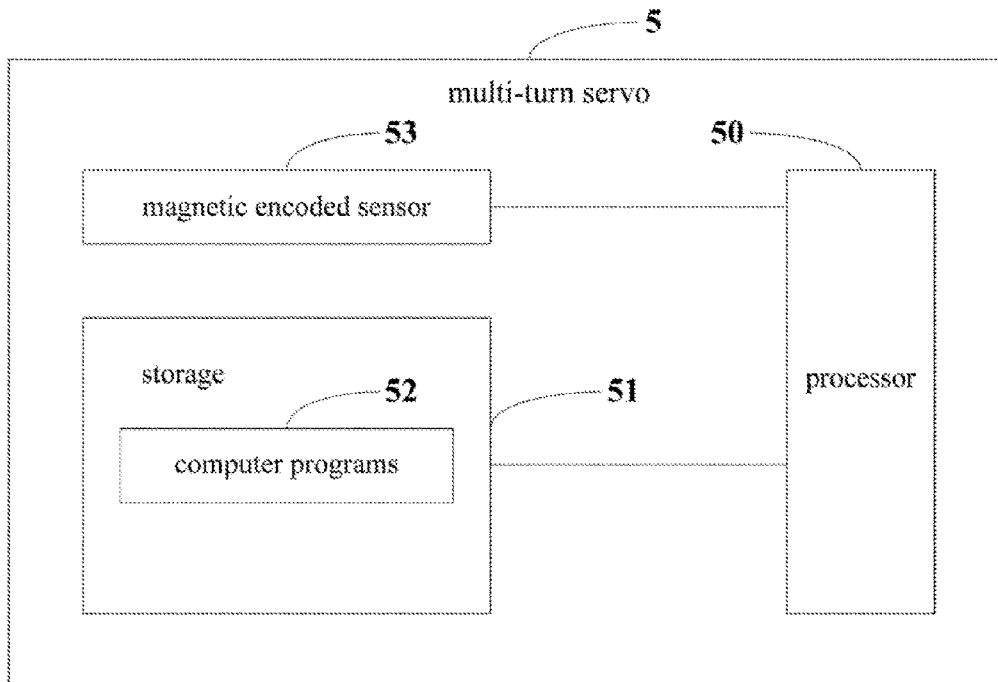 5
multi-turn servo
53
50
magnetic encoded sensor
storage
52
51
processor
computer programs